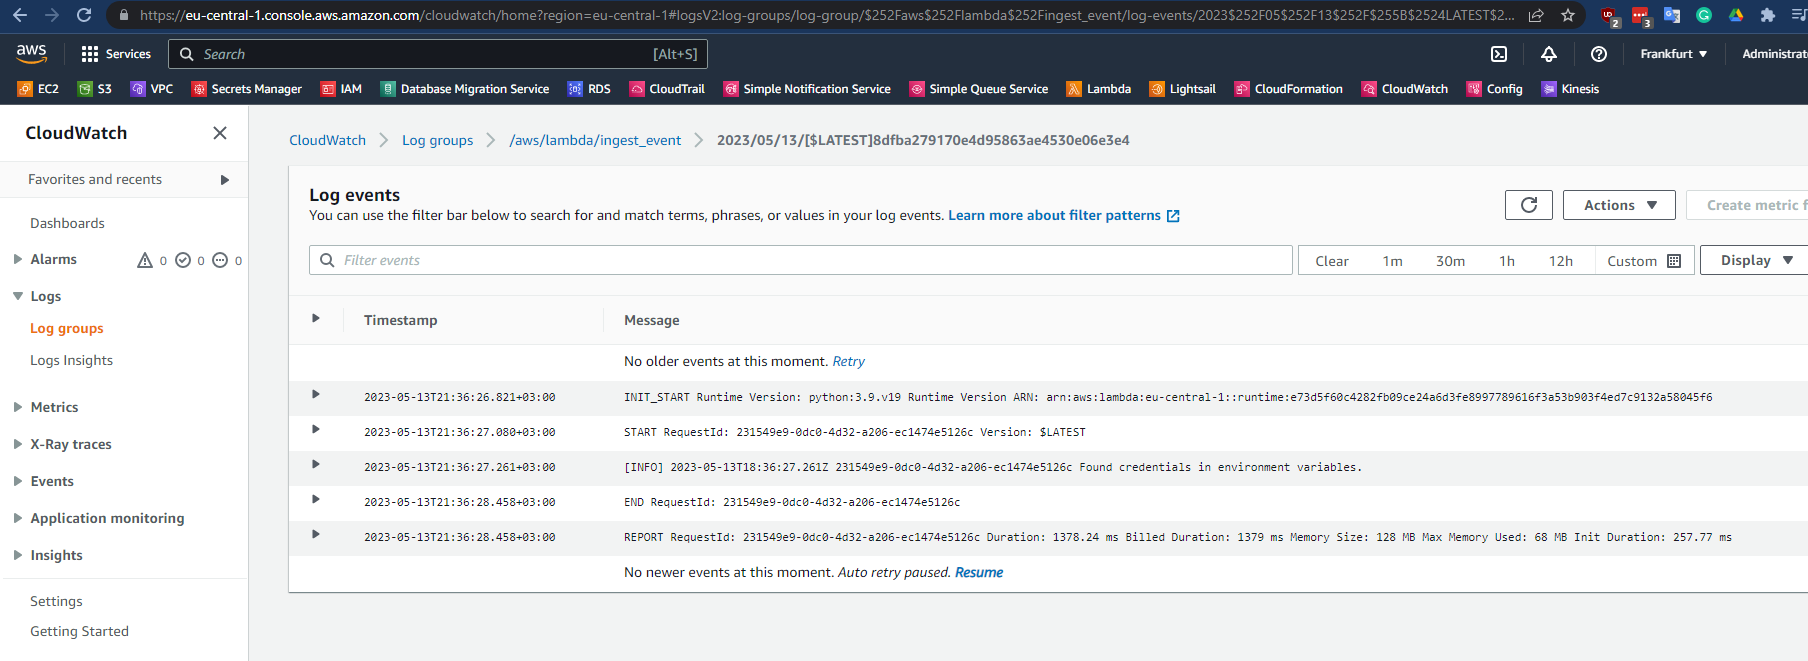 https://eu-central-1.console.aws.amazon.com/cloudwatch/home?region=eu-central-1#logsV2:log-groups/log-group/$252Faws$252Flambda$252Fingest_event/log-events/2023$252F05$252F13$252F$255B$2524LATEST$2...
2 3
aws Services Search [Alt+S] Frankfurt Administrat
EC2 S3 VPC Secrets Manager IAM Database Migration Service RDS CloudTrail Simple Notification Service Simple Queue Service Lambda Lightsail CloudFormation CloudWatch Config Kinesis
CloudWatch
Favorites and recents
Dashboards
Alarms 0 0 0
Logs
Log groups
Logs Insights
Metrics
X-Ray traces
Events
Application monitoring
Insights
Settings
Getting Started
CloudWatch Log groups /aws/lambda/ingest_event 2023/05/13/[$LATEST]8dfba279170e4d95863ae4530e06e3e4
Log events
You can use the filter bar below to search for and match terms, phrases, or values in your log events. Learn more about filter patterns
Actions Create metric f
Filter events Clear 1m 30m 1h 12h Custom Display
Timestamp Message
No older events at this moment. Retry
2023-05-13T21:36:26.821+03:00 INIT_START Runtime Version: python:3.9.v19 Runtime Version ARN: arn:aws:lambda:eu-central-1::runtime:e73d5f60c4282fb09ce24a6d3fe8997789616f3a53b903f4ed7c9132a58045f6
2023-05-13T21:36:27.080+03:00 START RequestId: 231549e9-0dc0-4d32-a206-ec1474e5126c Version: $LATEST
2023-05-13T21:36:27.261+03:00 [INFO] 2023-05-13T18:36:27.261Z 231549e9-0dc0-4d32-a206-ec1474e5126c Found credentials in environment variables.
2023-05-13T21:36:28.458+03:00 END RequestId: 231549e9-0dc0-4d32-a206-ec1474e5126c
2023-05-13T21:36:28.458+03:00 REPORT RequestId: 231549e9-0dc0-4d32-a206-ec1474e5126c Duration: 1378.24 ms Billed Duration: 1379 ms Memory Size: 128 MB Max Memory Used: 68 MB Init Duration: 257.77 ms
No newer events at this moment. Auto retry paused. Resume